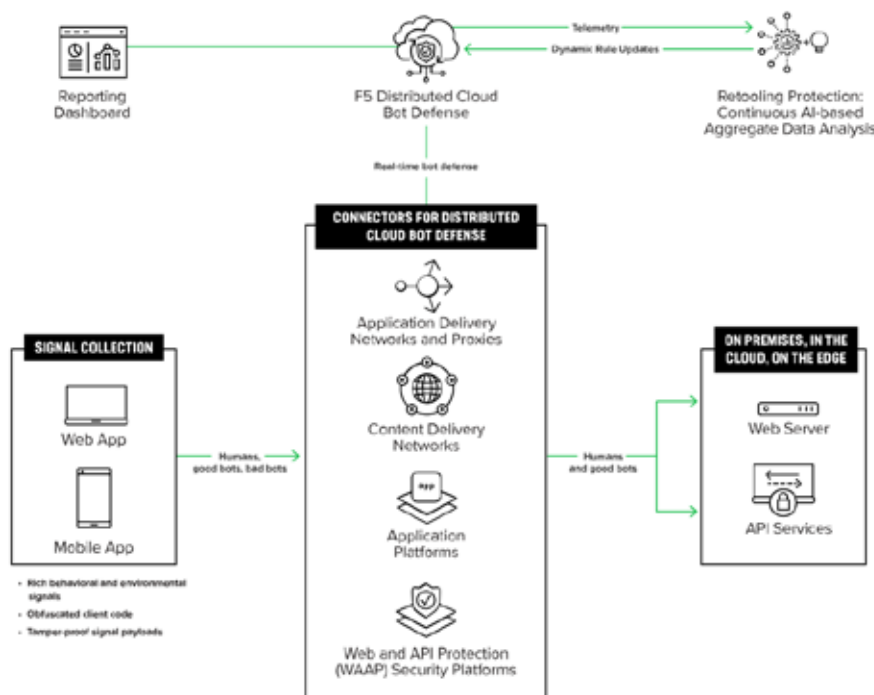 Telemetry
Dynamic Rule Updates
Reporting
Dashboard
F5 Distributed Cloud
Bot Defense
Retooling Protection:
Continuous AI-based
Aggregate Data Analysis
Real-time bot defense
CONNECTORS FOR DISTRIBUTED
CLOUD BOT DEFENSE
Application Delivery
Networks and Proxies
SIGNAL COLLECTION
Web App
Mobile App
Humans,
good bots, bad bots
Content Delivery
Networks
app
Application
Platforms
Web and API Protection
(WAAP) Security Platforms
Humans
and good bots
ON PREMISES, IN THE
CLOUD, ON THE EDGE
Web Server
API Services
• Rich behavioral and environmental
signals
• Obfuscated client code
• Tamper-proof signal payloads